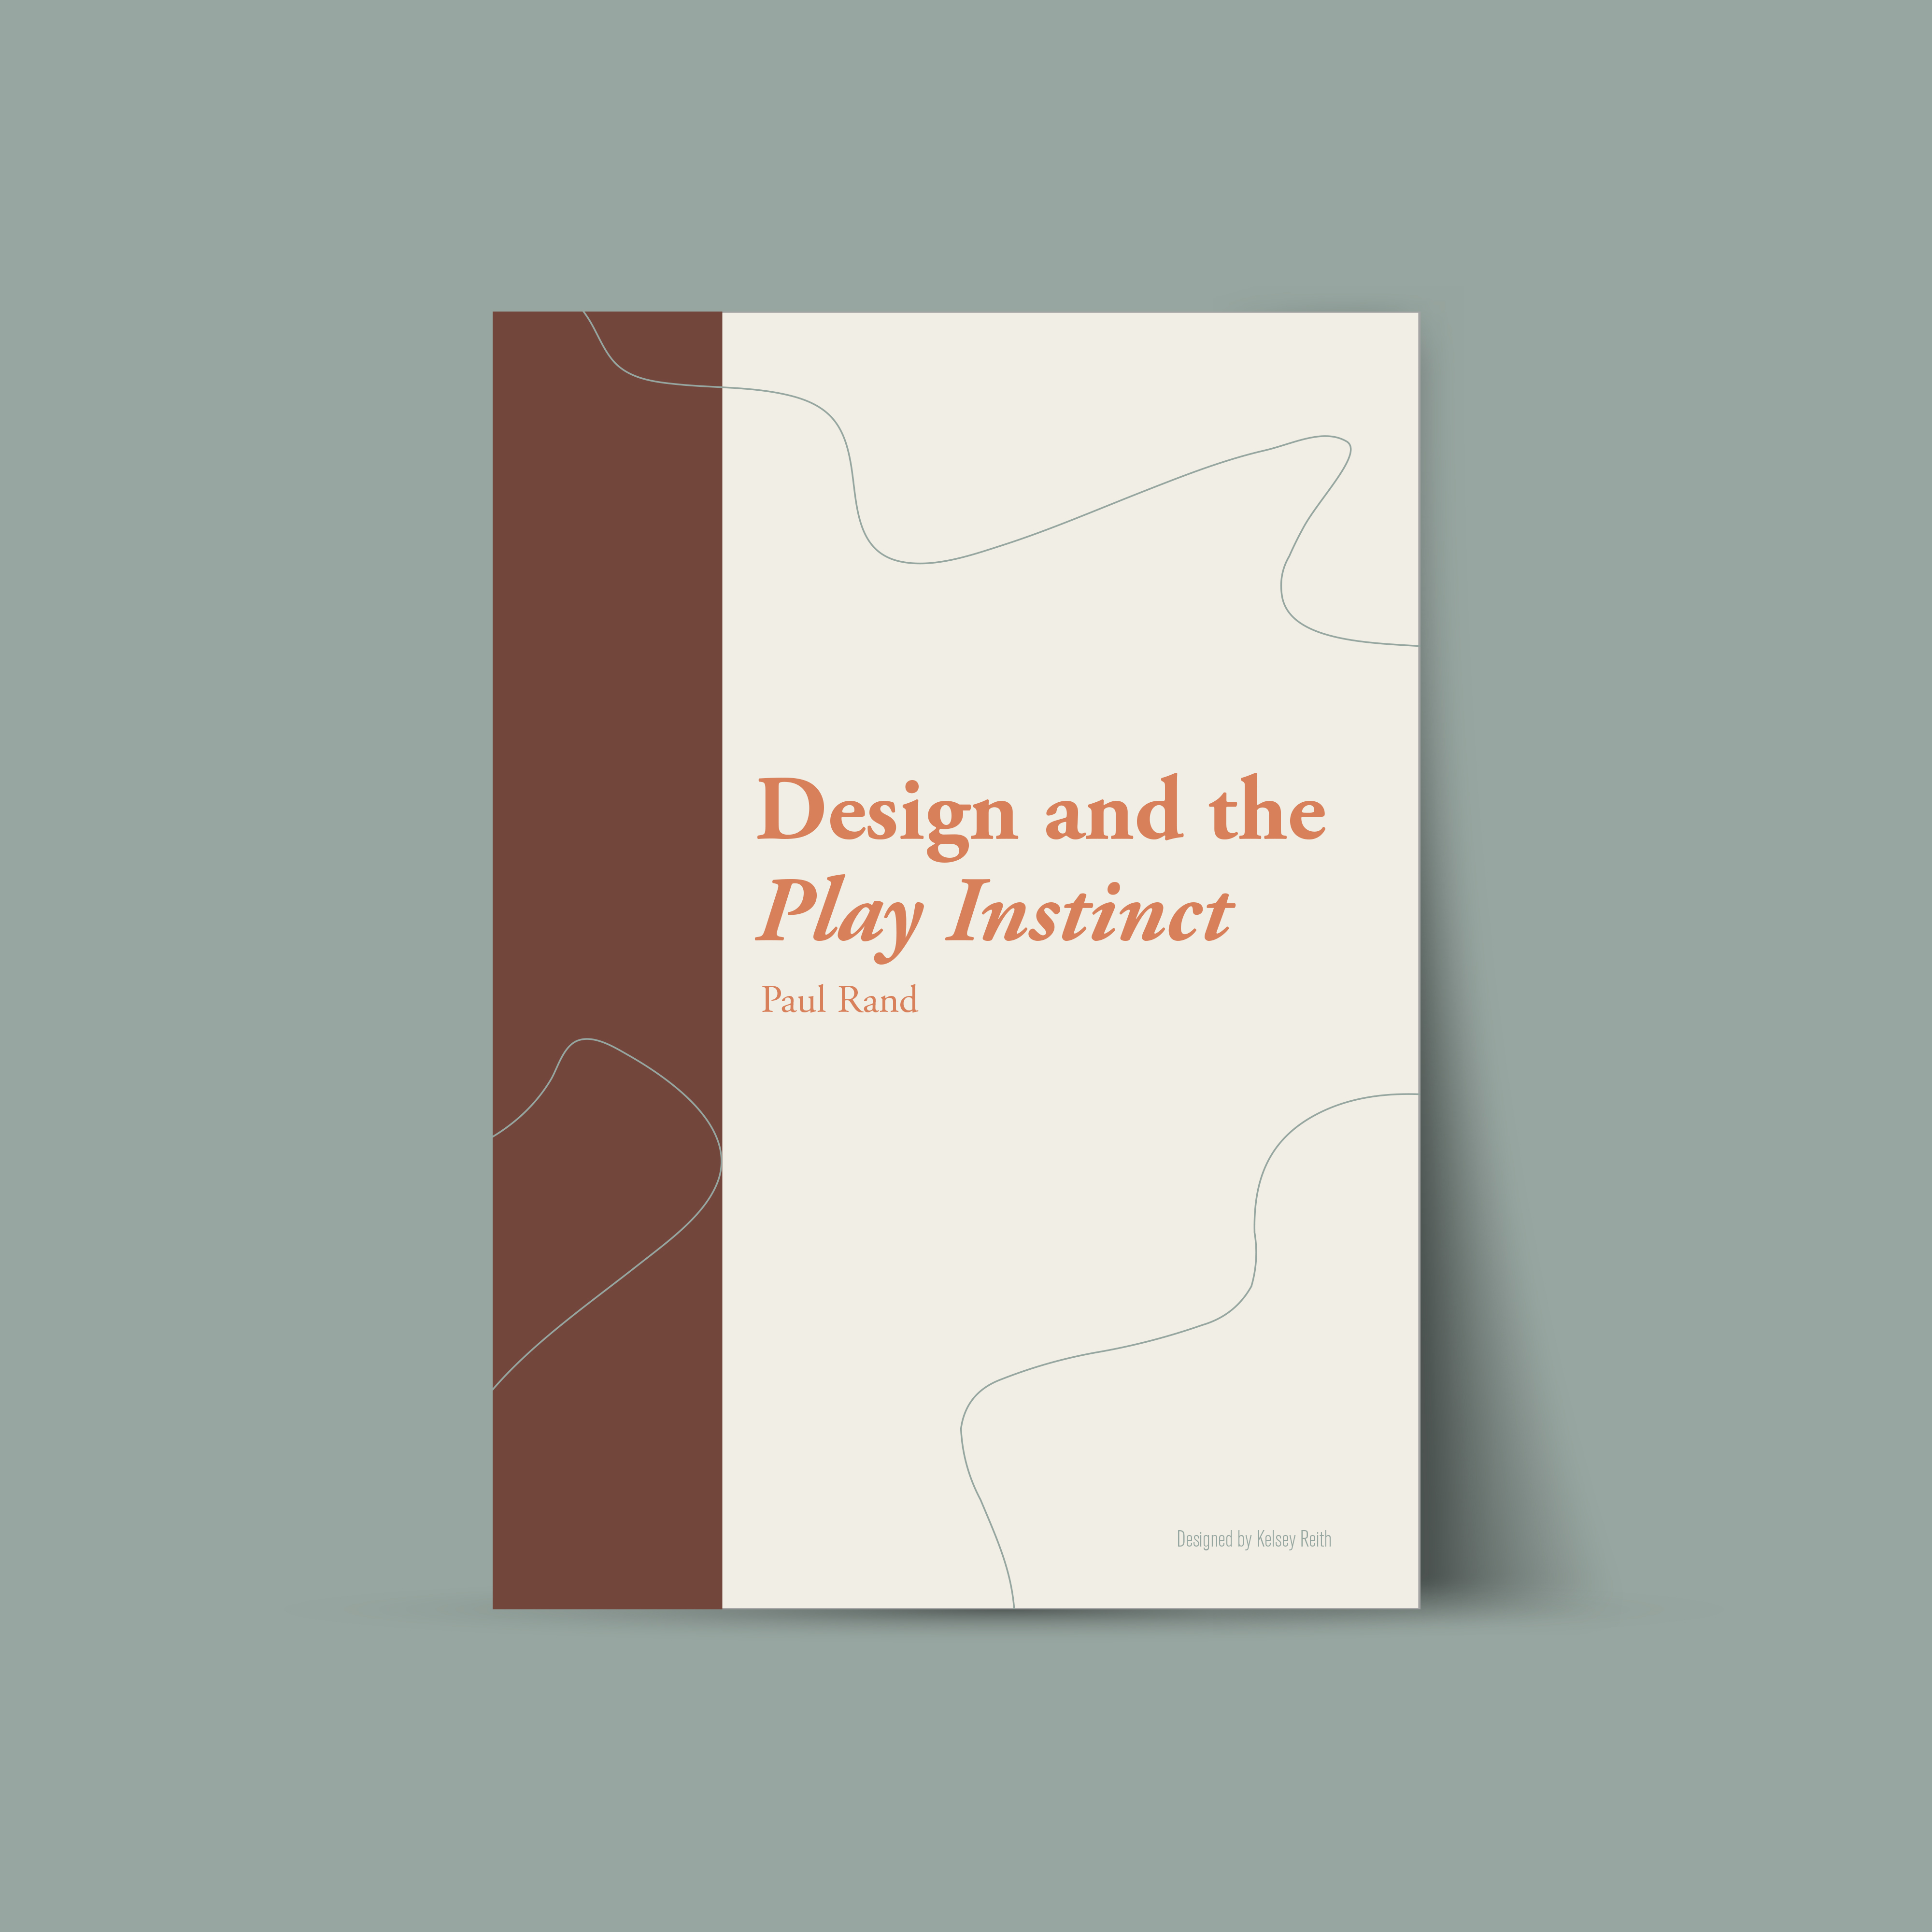 Design and the
Play Instinct
Paul Rand
Designed by Kelsey Reith